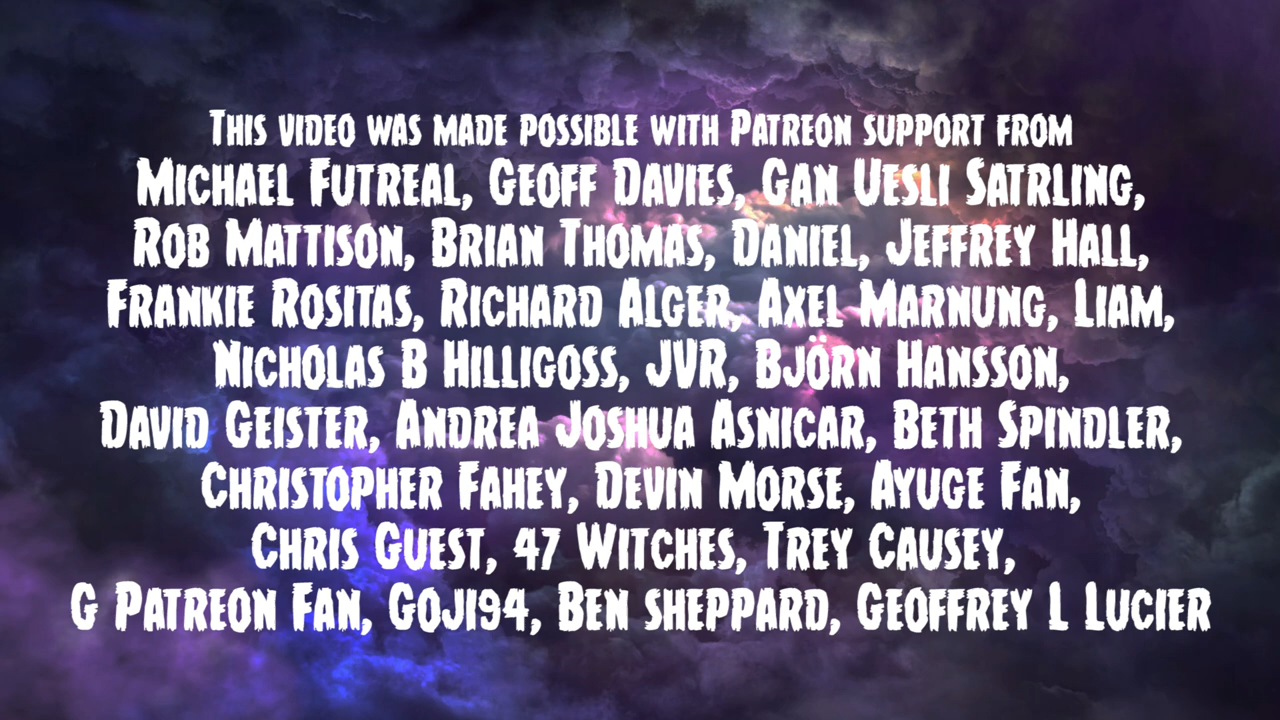 This video was made possible with Patreon support from
Michael Futreal, Geoff Davies, Gan Uesli Satrling,
Rob Mattison, Brian Thomas, Daniel, Jeffrey Hall,
Frankie Rositas, Richard Alger, Axel Marnung, Liam,
Nicholas B Hilligoss, JVR, Björn Hansson,
David Geister, Andrea Joshua Asnicar, Beth Spindler,
Christopher Fahey, Devin Morse, Ayuge Fan,
Chris Guest, 47 Witches, Trey Causey,
G Patreon Fan, Goji94, Ben sheppard, Geoffrey L Lucier